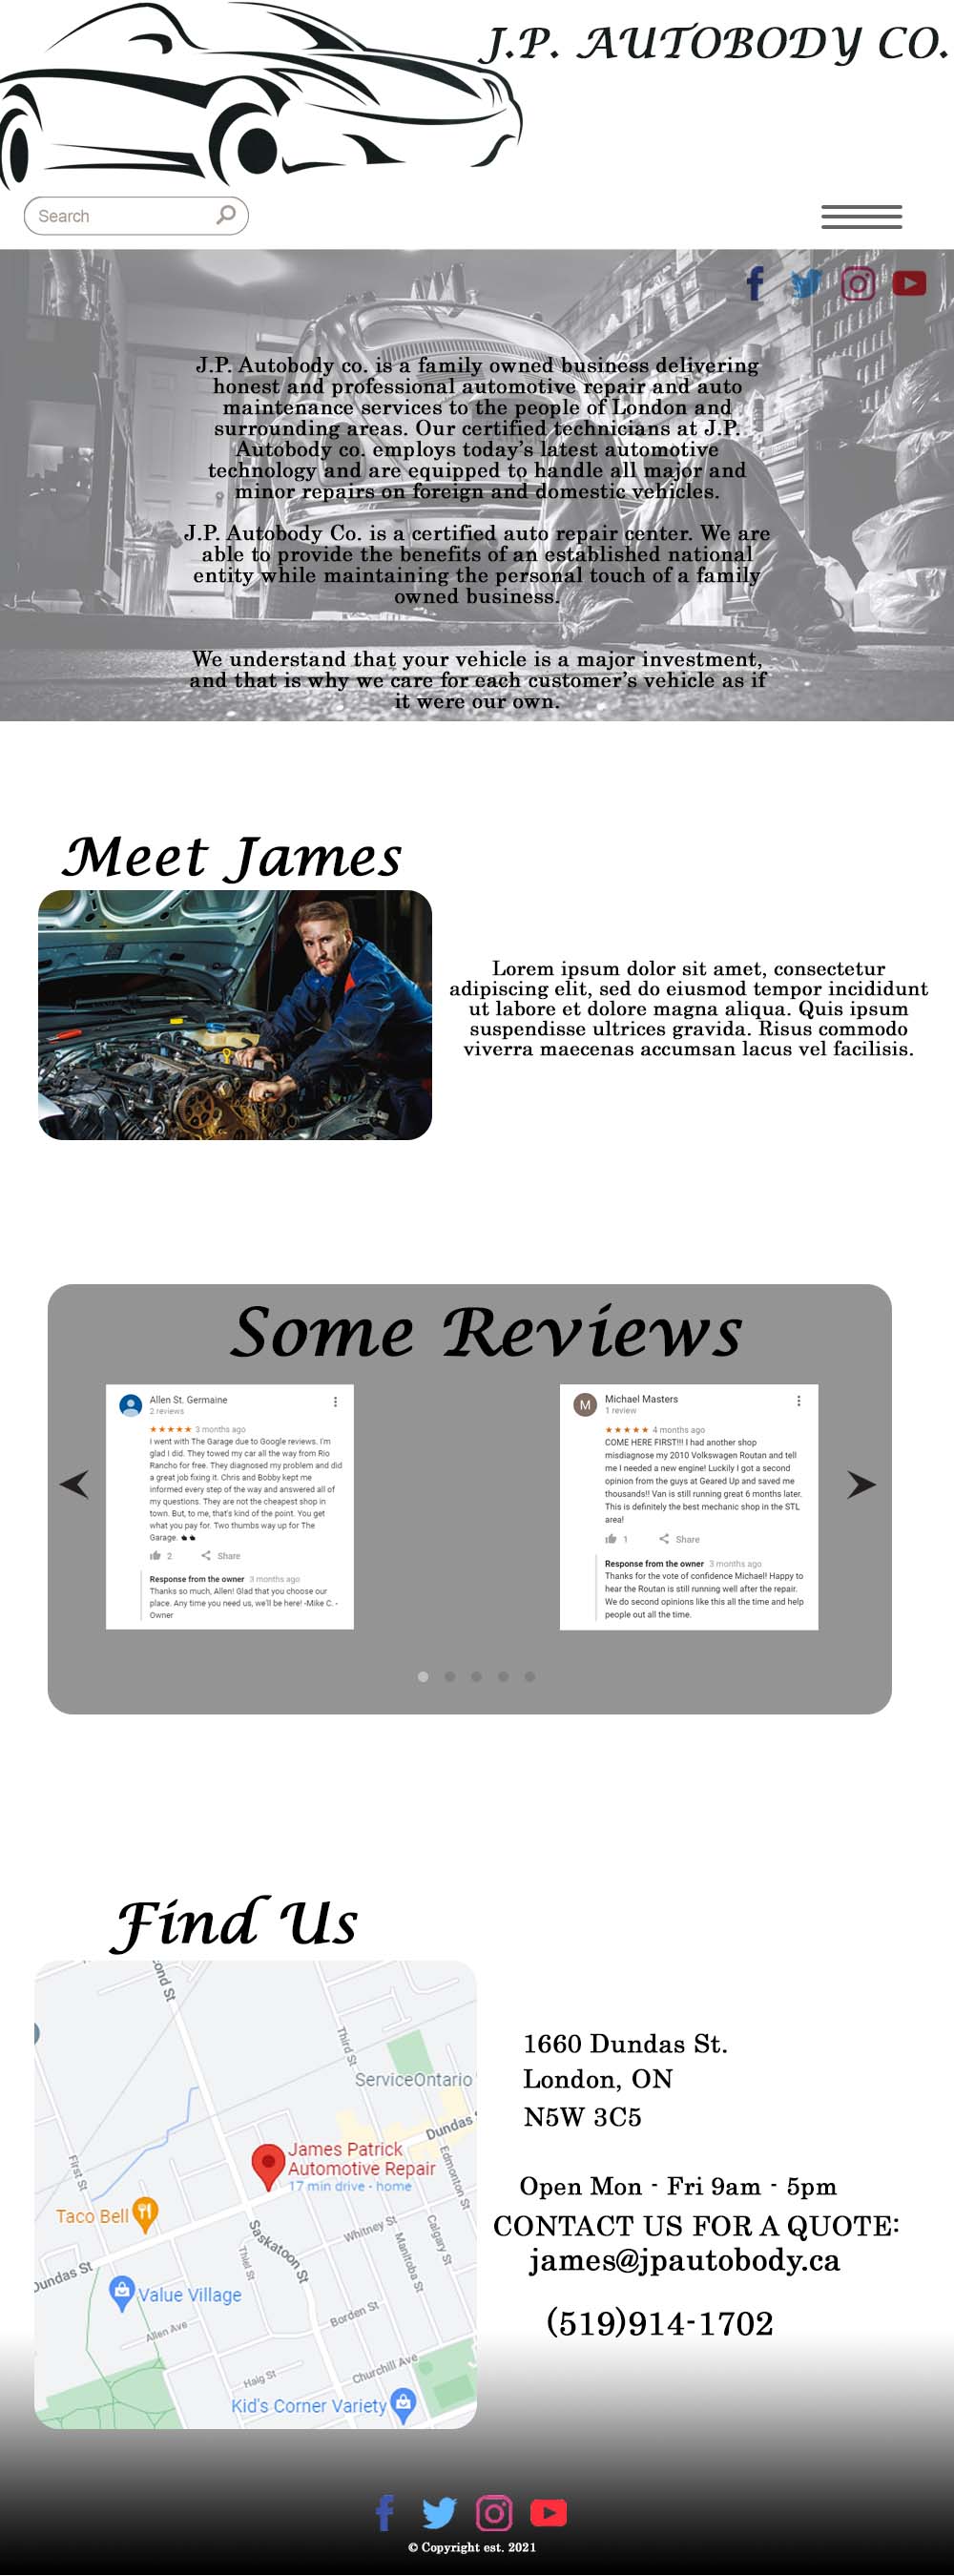 J.P. AUTOBODY CO.
Search
J.P. Autobody co. is a family owned business delivering
honest and professional automotive repair and auto
maintenance services to the people of London and
surrounding areas. Our certified technicians at J.P.
Autobody co. employs today's latest automotive
technology and are equipped to handle all major and
minor repairs on foreign and domestic vehicles.
J.P. Autobody Co. is a certified auto repair center. We are
able to provide the benefits of an established national
entity while maintaining the personal touch of a family
owned business.
We understand that your vehicle is a major investment,
and that is why we care for each customer's vehicle as if
it were our own.
Meet James
Lorem ipsum dolor sit amet, consectetur
adipiscing elit, sed do eiusmod tempor incididunt
ut labore et dolore magna aliqua. Quis ipsum
suspendisse ultrices gravida. Risus commodo
viverra maecenas accumsan lacus vel facilisis.
Some Reviews
Allen St. Germaine
2 reviews
★★★★★ 3 months ago
I went with The Garage due to Google reviews. I'm
glad I did. They towed my car all the way from Rio
Rancho for free. They diagnosed my problem and did
a great job fixing it. Chris and Bobby kept me
informed every step of the way and answered all of
my questions. They are not the cheapest shop in
town. But, to me, that's kind of the point. You get
what you pay for. Two thumbs way up for The
Garage.
2 Share
Response from the owner 3 months ago
Thanks so much, Allen! Glad that you choose our
place. Any time you need us, we'll be here! -Mike C. -
Owner
M
Michael Masters
1 review
★★★★★ 4 months ago
COME HERE FIRST!!! I had another shop
misdiagnose my 2010 Volkswagen Routan and tell
me I needed a new engine! Luckily I got a second
opinion from the guys at Geared Up and saved me
thousands!! Van is still running great 6 months later.
This is definitely the best mechanic shop in the STL
area!
1 Share
Response from the owner 3 months ago
Thanks for the vote of confidence Michael! Happy to
hear the Routan is still running well after the repair.
We do second opinions like this all the time and help
people out all the time.
Find Us
ond St
Third St
ServiceOntario
Dundas S
First St
James Patrick
Automotive Repair
17 min drive - home
Edmonton St
Taco Bell
Saskatoon St
Whitney St
Calgary St
Manitoba St
Thiel St
Dundas St
Value Village
Borden St
Allen Ave
Churchill Ave
Haig St
Kid's Corner Variety
1660 Dundas St.
London, ON
N5W 3C5
Open Mon - Fri 9am - 5pm
CONTACT US FOR A QUOTE:
james@jpautobody.ca
(519)914-1702
© Copyright est. 2021